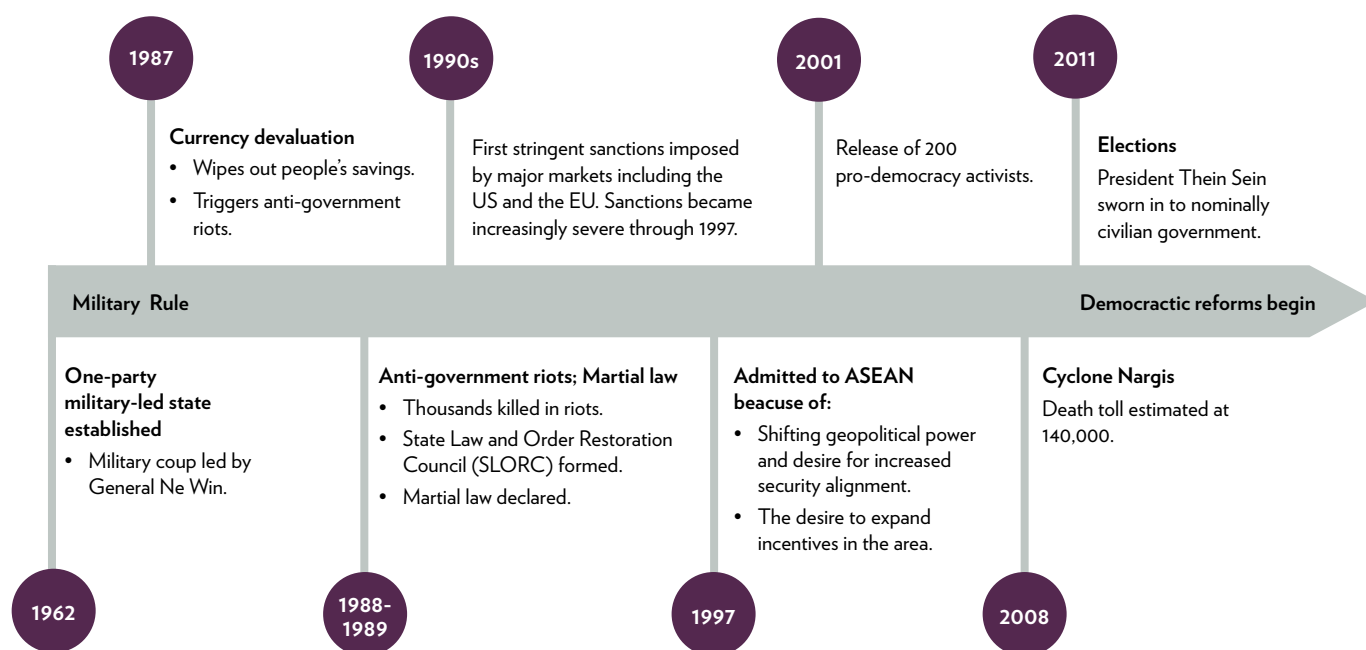 1987
1990s
2001
2011
Currency devaluation
• Wipes out people's savings.
• Triggers anti-government
riots.
First stringent sanctions imposed
by major markets including the
US and the EU. Sanctions became
increasingly severe through 1997.
Release of 200
pro-democracy activists.
Elections
President Thein Sein
sworn in to nominally
civilian government.
Military Rule
Democractic reforms begin
One-party
military-led state
established
• Military coup led by
General Ne Win.
Anti-government riots; Martial law
• Thousands killed in riots.
• State Law and Order Restoration
Council (SLORC) formed.
• Martial law declared.
Admitted to ASEAN
beacuse of:
• Shifting geopolitical power
and desire for increased
security alignment.
• The desire to expand
incentives in the area.
Cyclone Nargis
Death toll estimated at
140,000.
1962
1988-
1989
1997
2008